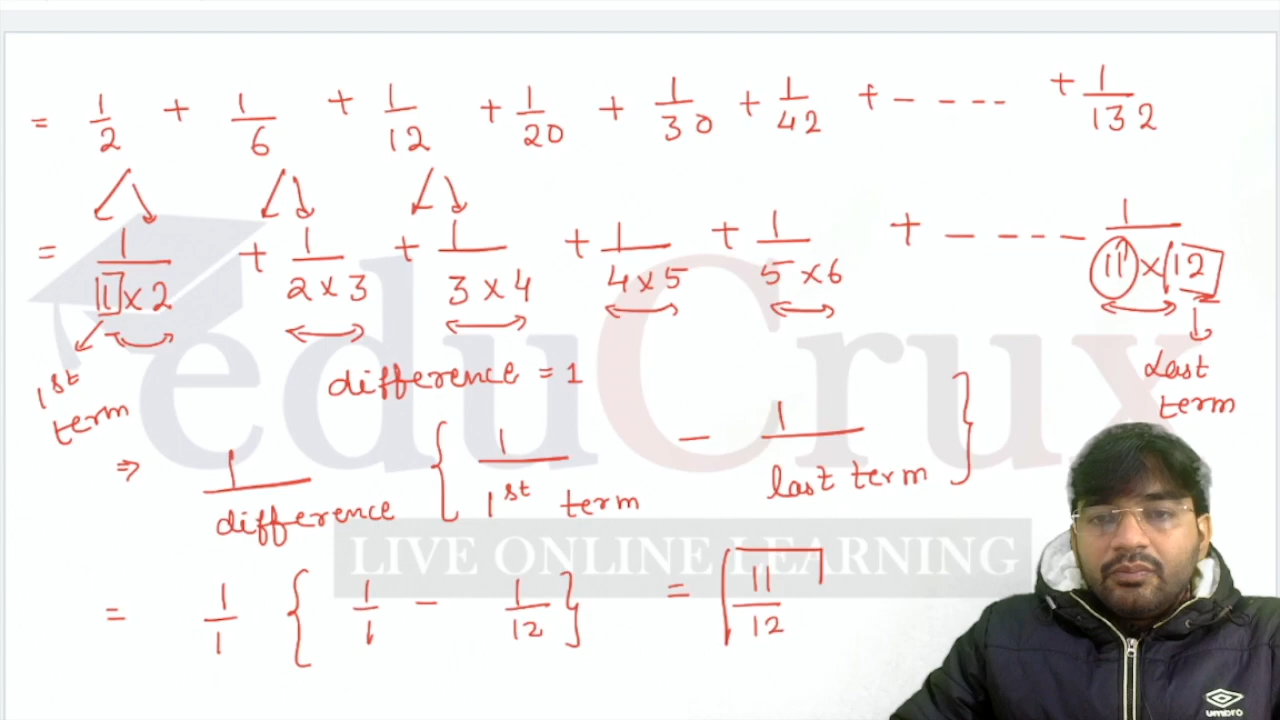 = 1/2 + 1/6 + 1/12 + 1/20 + 1/30 + 1/42 + - - - - + 1/132
= 1/(1×2) + 1/(2×3) + 1/(3×4) + 1/(4×5) + 1/(5×6) + - - - - 1/(11×12)
1st term
Last term
difference = 1
⇒ 1/difference { 1/1st term - 1/last term }
= 1/1 { 1/1 - 1/12 } = 11/12
eduCrux
LIVE ONLINE LEARNING
umbro